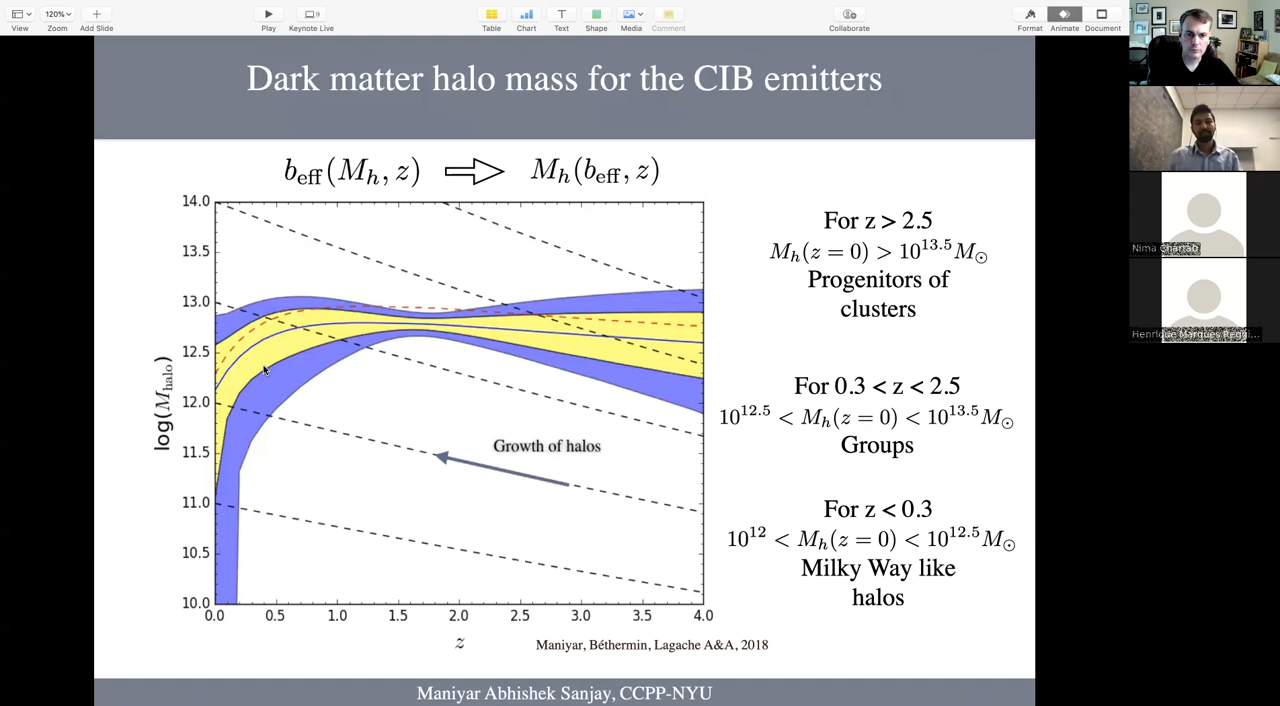 View
120%
Zoom
Add Slide
Play
Keynote Live
Table
Chart
Text
Shape
Media
Comment
Collaborate
Format
Animate
Document
Dark matter halo mass for the CIB emitters
b_eff(M_h, z) ⇒ M_h(b_eff, z)
14.0
13.5
13.0
12.5
12.0
11.5
11.0
10.5
10.0
log(M_halo)
Growth of halos
0.0 0.5 1.0 1.5 2.0 2.5 3.0 3.5 4.0
z
Maniyar, Béthermin, Lagache A&A, 2018
For z > 2.5
M_h(z = 0) > 10^13.5 M_⊙
Progenitors of
clusters
For 0.3 < z < 2.5
10^12.5 < M_h(z = 0) < 10^13.5 M_⊙
Groups
For z < 0.3
10^12 < M_h(z = 0) < 10^12.5 M_⊙
Milky Way like
halos
Maniyar Abhishek Sanjay, CCPP-NYU
Nima Chartab
Henrique Marques